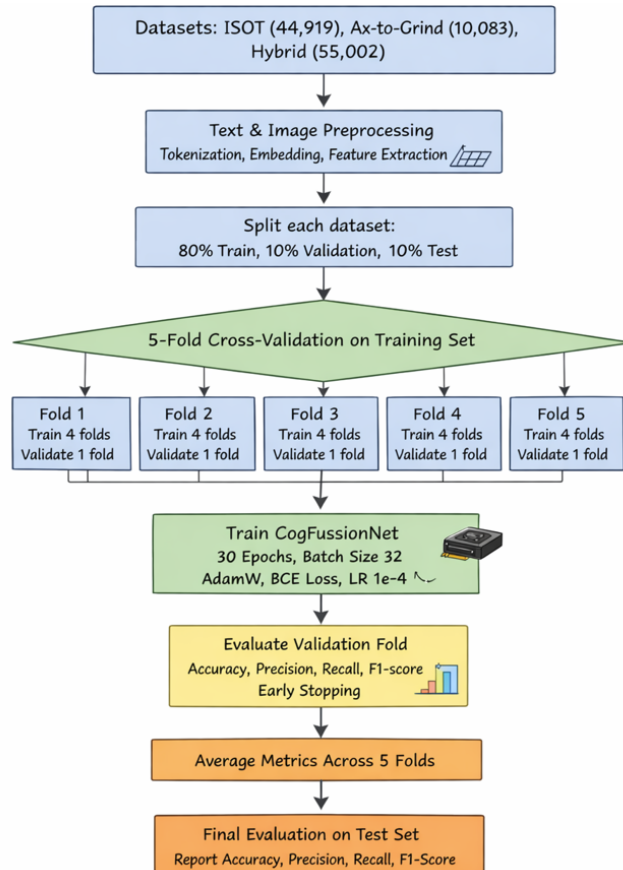 Datasets: ISOT (44,919), Ax-to-Grind (10,083),
Hybrid (55,002)
Text & Image Preprocessing
Tokenization, Embedding, Feature Extraction
Split each dataset:
80% Train, 10% Validation, 10% Test
5-Fold Cross-Validation on Training Set
Fold 1
Train 4 folds
Validate 1 fold
Fold 2
Train 4 folds
Validate 1 fold
Fold 3
Train 4 folds
Validate 1 fold
Fold 4
Train 4 folds
Validate 1 fold
Fold 5
Train 4 folds
Validate 1 fold
Train CogFussionNet
30 Epochs, Batch Size 32
AdamW, BCE Loss, LR 1e-4
Evaluate Validation Fold
Accuracy, Precision, Recall, F1-score
Early Stopping
Average Metrics Across 5 Folds
Final Evaluation on Test Set
Report Accuracy, Precision, Recall, F1-Score